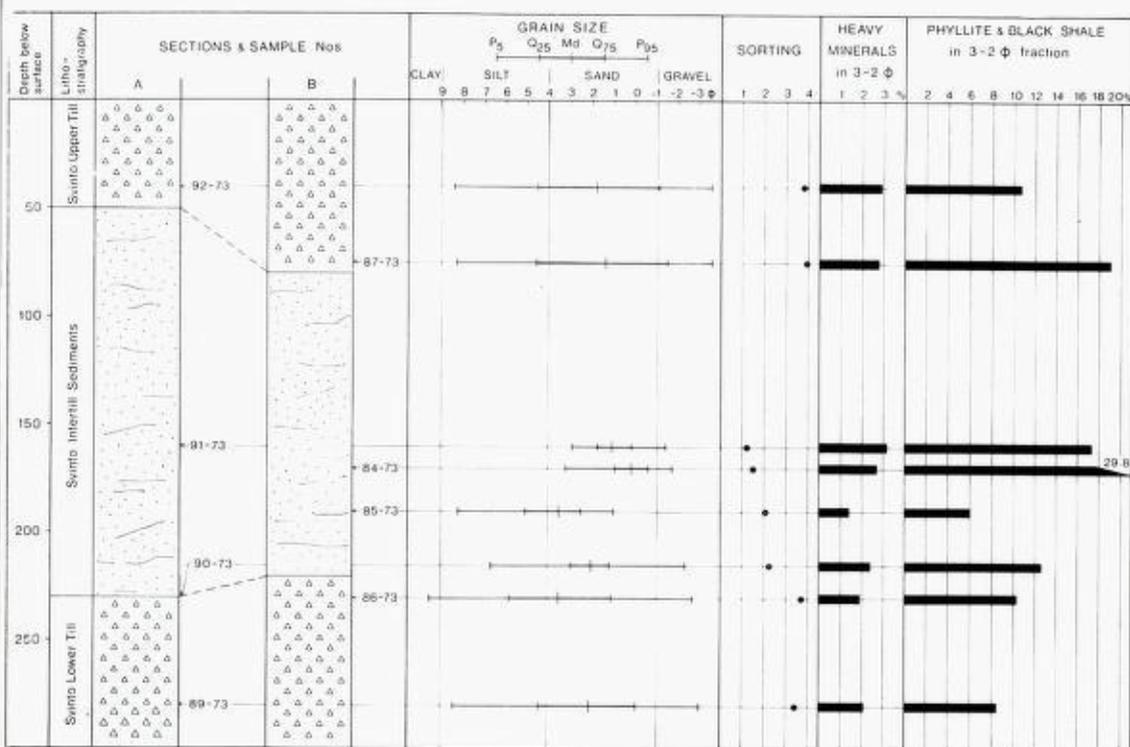 Depth below surface
Litho-stratigraphy
SECTIONS & SAMPLE Nos
A
B
GRAIN SIZE
P5 Q25 Md Q75 P95
CLAY SILT SAND GRAVEL
9 8 7 6 5 4 3 2 1 0 -1 -2 -3 Φ
SORTING
1 2 3 4
HEAVY MINERALS
in 3-2 Φ
1 2 3 %
PHYLLITE & BLACK SHALE
in 3-2 Φ fraction
2 4 6 8 10 12 14 16 18 20%
Svinto Upper Till
Svinto Intertill Sediments
Svinto Lower Till
50
100
150
200
250
92-73
87-73
91-73
84-73
29.8
85-73
90-73
86-73
89-73